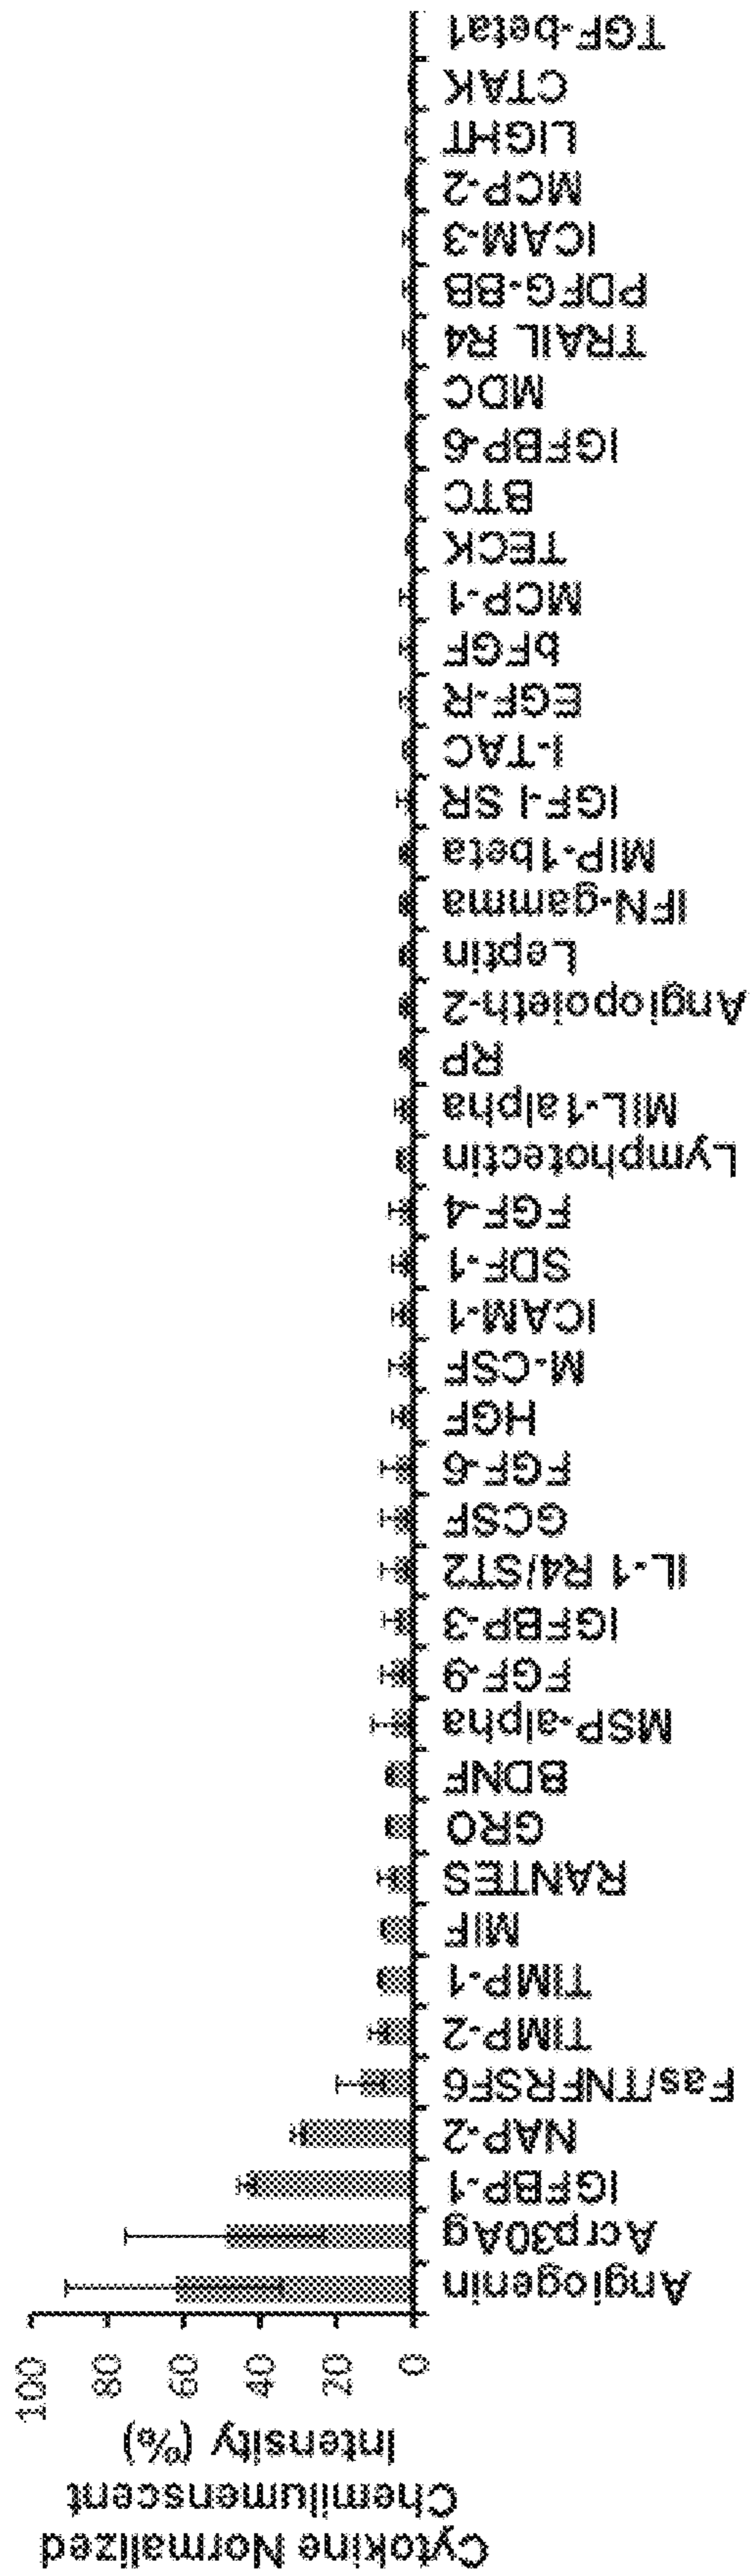 Cytokine Normalized
Chemilumenscent
Intensity (%)
100
80
60
40
20
0
Angiogenin
Acrp30Ag
IGFBP-1
NAP-2
Fas/TNFRSF6
TIMP-2
TIMP-1
MIF
RANTES
GRO
BDNF
MSP-alpha
FGF-9
IGFBP-3
IL-1 R4/ST2
GCSF
FGF-6
HGF
M-CSF
ICAM-1
SDF-1
FGF-4
Lymphotectin
MIL-1alpha
RP
Angiopoieth-2
Leptin
IFN-gamma
MIP-1beta
IGF-I SR
I-TAC
EGF-R
bFGF
MCP-1
TECK
BTC
IGFBP-6
MDC
TRAIL R4
PDFG-BB
ICAM-3
MCP-2
LIGHT
CTAK
TGF-beta1